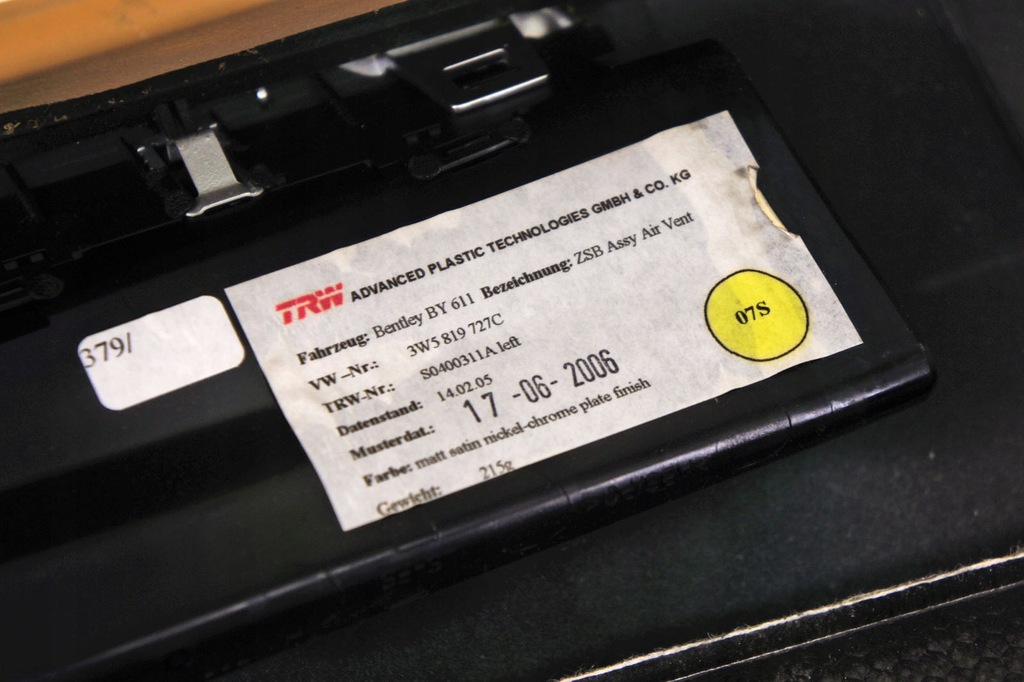 379/
TRW ADVANCED PLASTIC TECHNOLOGIES GMBH & CO. KG
Fahrzeug: Bentley BY 611 Bezeichnung: ZSB Assy Air Vent
VW –Nr.: 3W5 819 727C
TRW-Nr.: S0400311A left
Datenstand: 14.02.05
Musterdat.: 17-06-2006
Farbe: matt satin nickel-chrome plate finish
Gewicht: 215g
07S